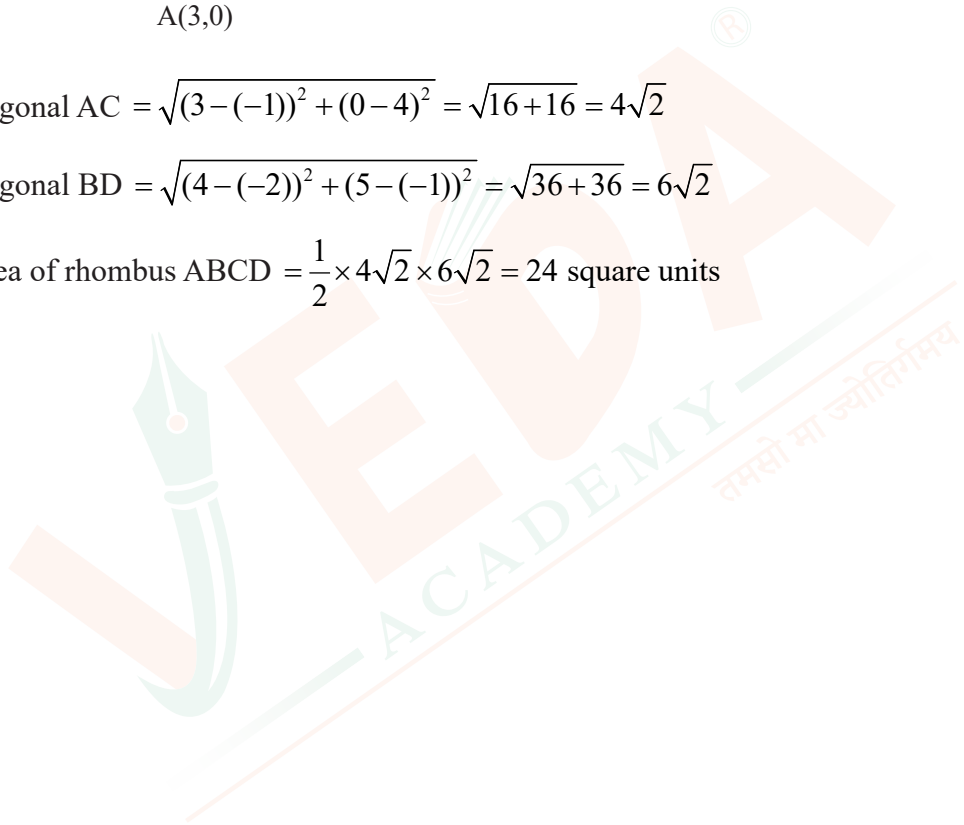 A(3,0)
gonal AC = √((3−(−1))² + (0−4)²) = √(16+16) = 4√2
gonal BD = √((4−(−2))² + (5−(−1))²) = √(36+36) = 6√2
ea of rhombus ABCD = 1/2 × 4√2 × 6√2 = 24 square units
®
VEDA
ACADEMY
तमसो मा ज्योतिर्गमय